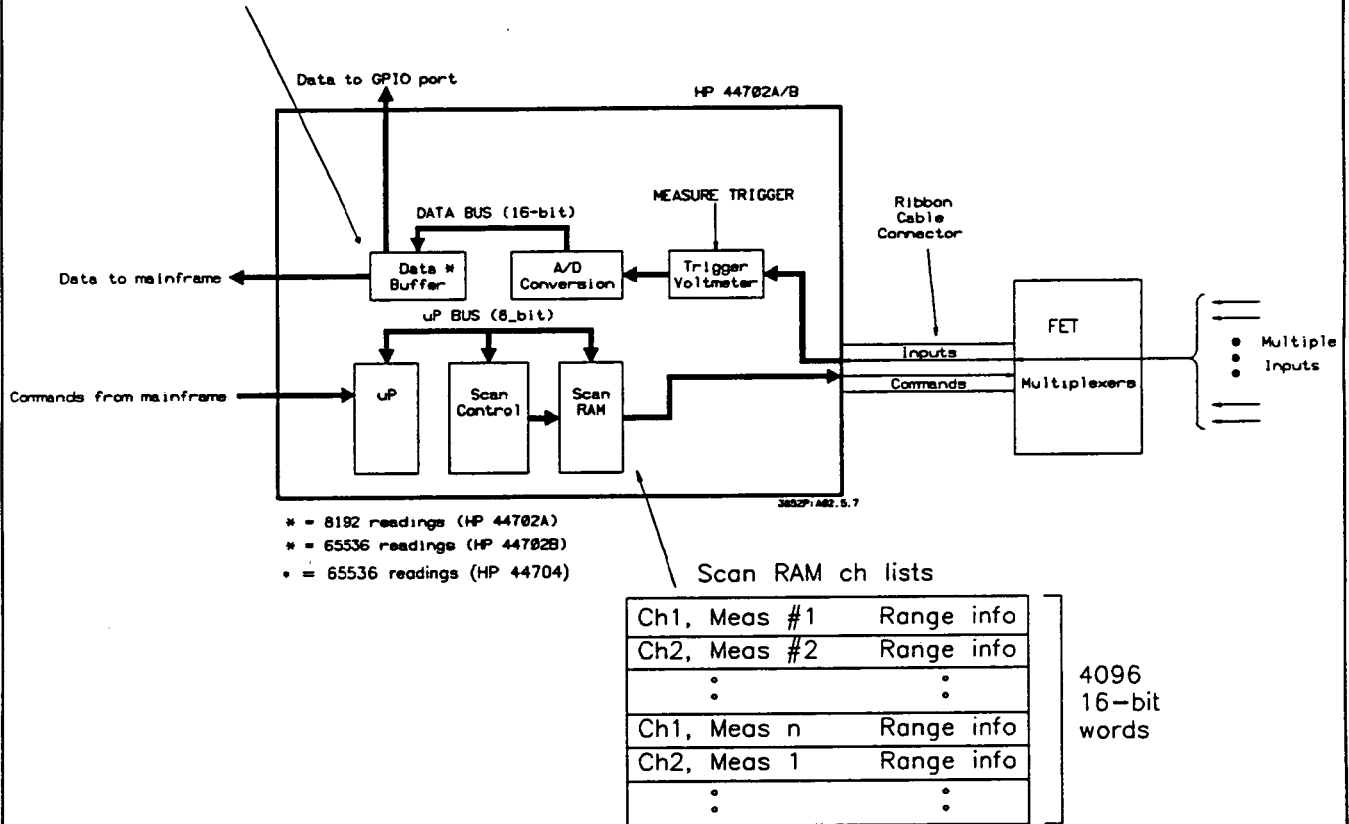 Data to GPIO port
HP 44702A/B
MEASURE TRIGGER
DATA BUS (16-bit)
Ribbon
Cable
Connector
Data *
Buffer
A/D
Conversion
Trigger
Voltmeter
Data to mainframe
uP BUS (8_bit)
FET
Multiplexers
Inputs
Commands
Multiple
Inputs
Commands from mainframe
uP
Scan
Control
Scan
RAM
3852P:A02.5.7
* = 8192 readings (HP 44702A)
* = 65536 readings (HP 44702B)
* = 65536 readings (HP 44704)
Scan RAM ch lists
Ch1, Meas #1 Range info
Ch2, Meas #2 Range info
Ch1, Meas n Range info
Ch2, Meas 1 Range info
4096
16-bit
words